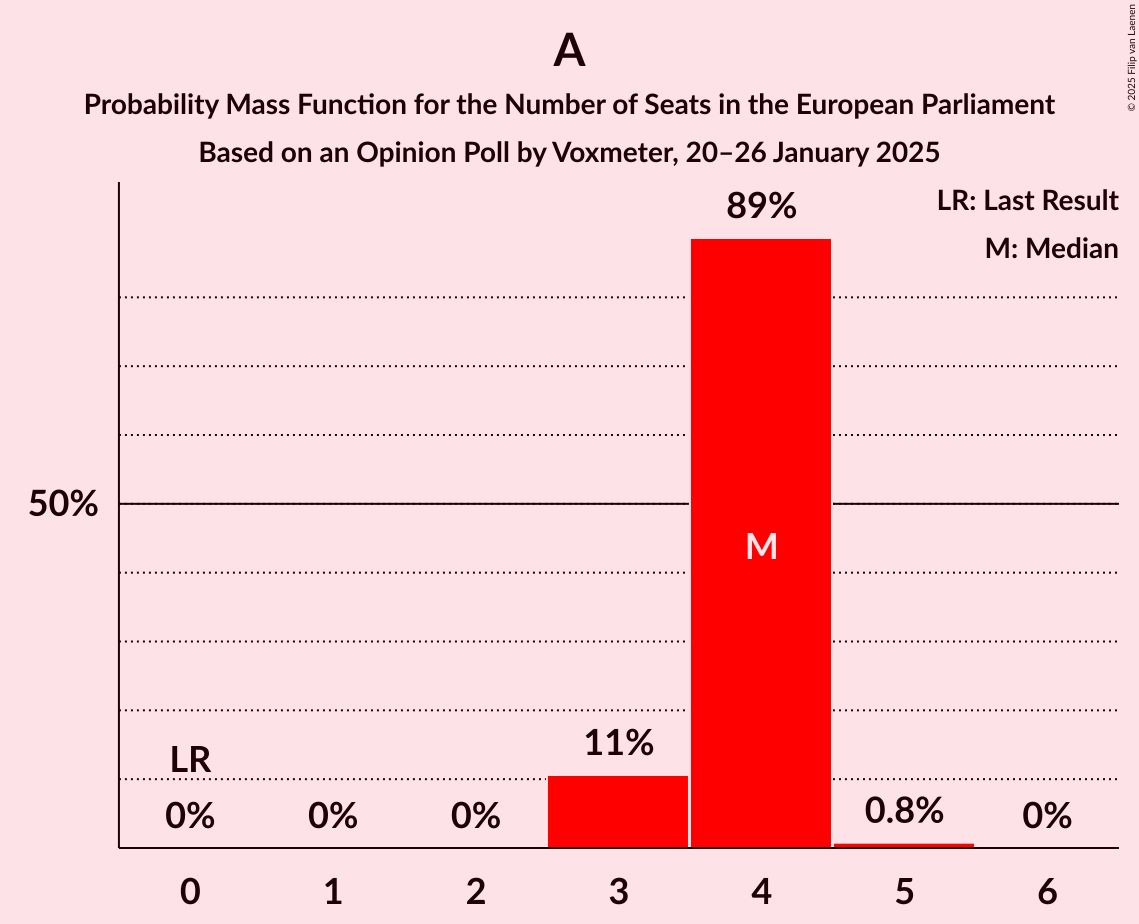 A
Probability Mass Function for the Number of Seats in the European Parliament
Based on an Opinion Poll by Voxmeter, 20–26 January 2025
© 2025 Filip van Laenen
LR: Last Result
M: Median
89%
50%
M
11%
LR
0%
0%
0%
0.8%
0%
0
1
2
3
4
5
6